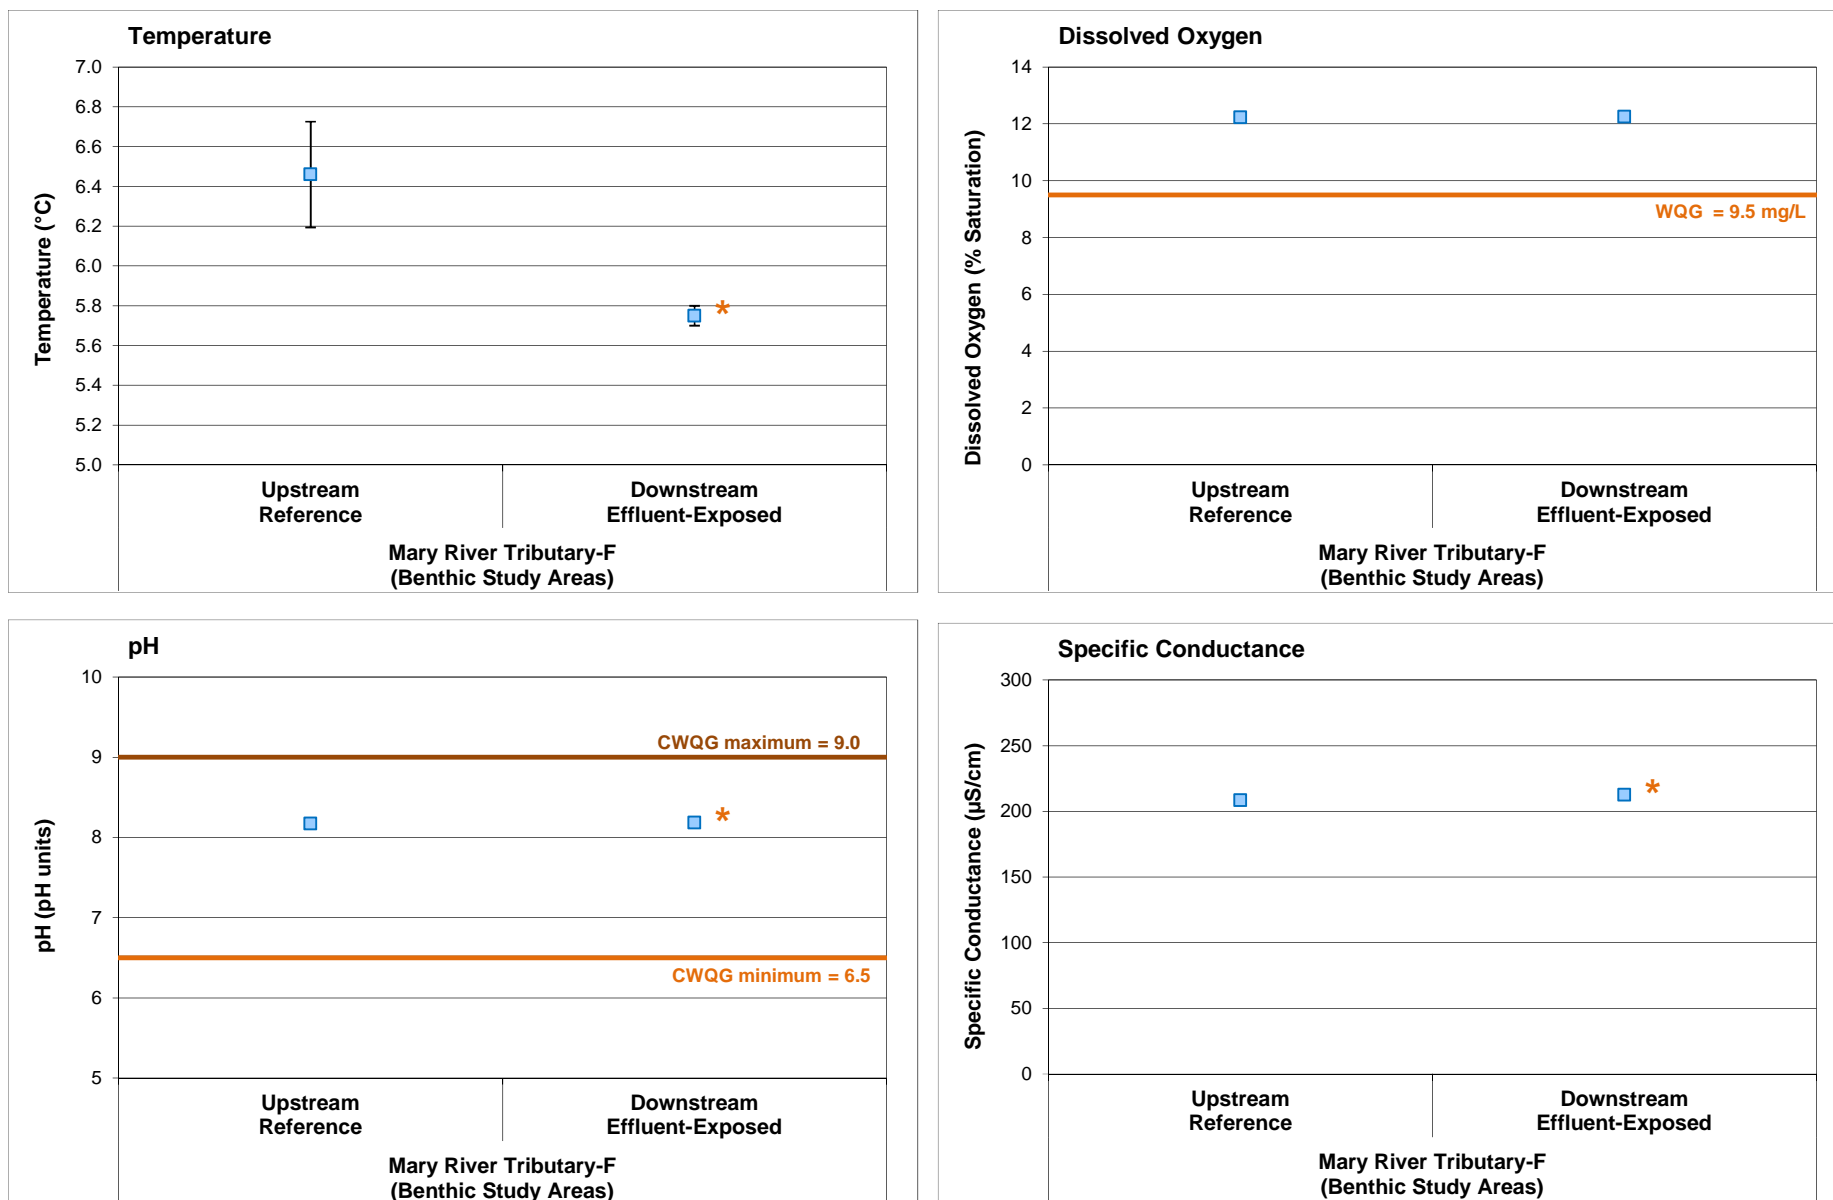 Temperature
7.0
6.8
6.6
6.4
6.2
6.0
5.8
5.6
5.4
5.2
5.0
Temperature (°C)
*
Upstream
Reference
Downstream
Effluent-Exposed
Mary River Tributary-F
(Benthic Study Areas)
Dissolved Oxygen
14
12
10
8
6
4
2
0
Dissolved Oxygen (% Saturation)
WQG = 9.5 mg/L
Upstream
Reference
Downstream
Effluent-Exposed
Mary River Tributary-F
(Benthic Study Areas)
pH
10
9
8
7
6
5
pH (pH units)
CWQG maximum = 9.0
*
CWQG minimum = 6.5
Upstream
Reference
Downstream
Effluent-Exposed
Mary River Tributary-F
(Benthic Study Areas)
Specific Conductance
300
250
200
150
100
50
0
Specific Conductance (µS/cm)
*
Upstream
Reference
Downstream
Effluent-Exposed
Mary River Tributary-F
(Benthic Study Areas)